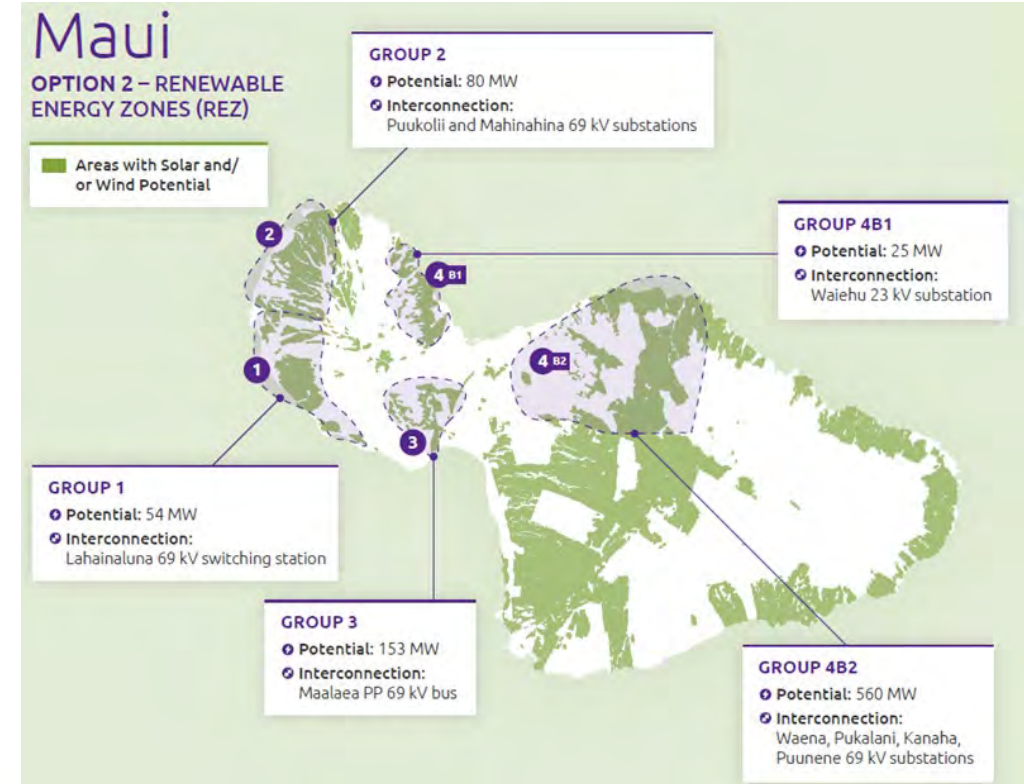 Maui
OPTION 2 – RENEWABLE
ENERGY ZONES (REZ)
Areas with Solar and/
or Wind Potential
GROUP 2
Potential: 80 MW
Interconnection:
Puukolii and Mahinahina 69 kV substations
GROUP 4B1
Potential: 25 MW
Interconnection:
Waiehu 23 kV substation
2
4 B1
1
4 B2
3
GROUP 1
Potential: 54 MW
Interconnection:
Lahainaluna 69 kV switching station
GROUP 3
Potential: 153 MW
Interconnection:
Maalaea PP 69 kV bus
GROUP 4B2
Potential: 560 MW
Interconnection:
Waena, Pukalani, Kanaha,
Puunene 69 kV substations